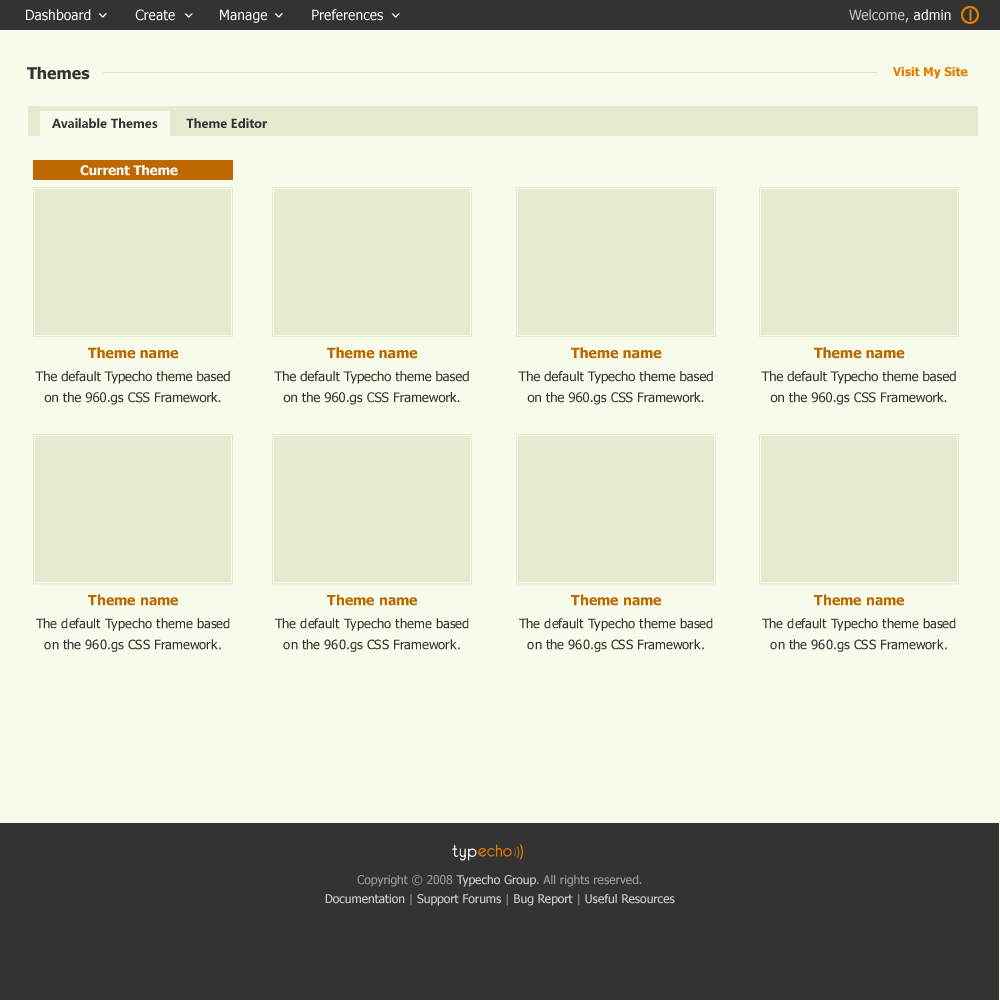 Dashboard Create Manage Preferences Welcome, admin
Themes Visit My Site
Available Themes Theme Editor
Current Theme
Theme name Theme name Theme name Theme name
The default Typecho theme based The default Typecho theme based The default Typecho theme based The default Typecho theme based
on the 960.gs CSS Framework. on the 960.gs CSS Framework. on the 960.gs CSS Framework. on the 960.gs CSS Framework.
Theme name Theme name Theme name Theme name
The default Typecho theme based The default Typecho theme based The default Typecho theme based The default Typecho theme based
on the 960.gs CSS Framework. on the 960.gs CSS Framework. on the 960.gs CSS Framework. on the 960.gs CSS Framework.
typecho
Copyright © 2008 Typecho Group. All rights reserved.
Documentation | Support Forums | Bug Report | Useful Resources